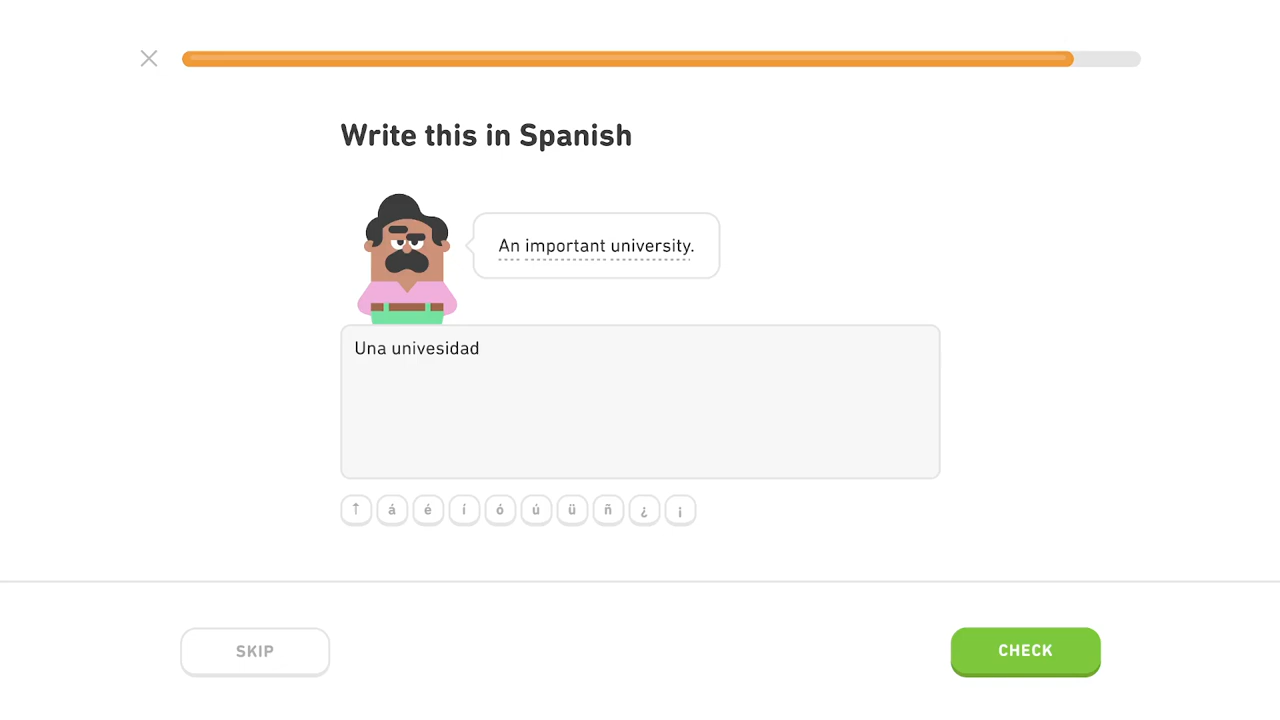 Write this in Spanish
An important university.
Una univesidad
↑ á é í ó ú ü ñ ¿ ¡
SKIP
CHECK